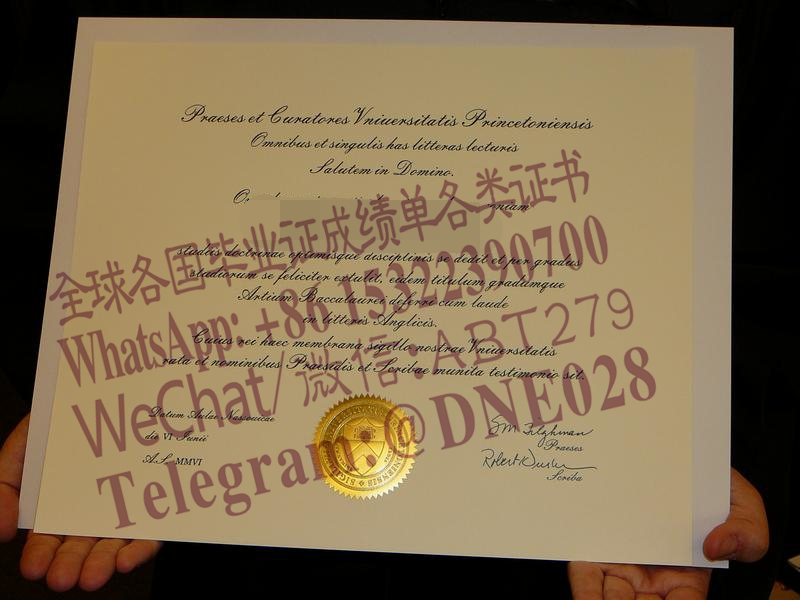 Praeses et Curatores Vniuersitatis Princetoniensis
Omnibus et singulis has litteras lecturis
Salutem in Domino.
studiis doctrinae optimisque disciplinis se dedit et per gradus
studiorum se feliciter extulit, eidem titulum gradumque
Artium Baccalaurei deferri cum laude
in litteris Anglicis.
Cuius rei haec membrana sigillo nostrae Vniuersitatis
rata et nominibus Praesidis et Scribae munita testimonio sit.
Datum Aulae Nassouicae
die VI Iunii
A.S. MMVI
Praeses
Scriba
全球各国毕业证成绩单各类证书
WhatsApp: +86
WeChat/微信: BT279
Telegram: @DNE028